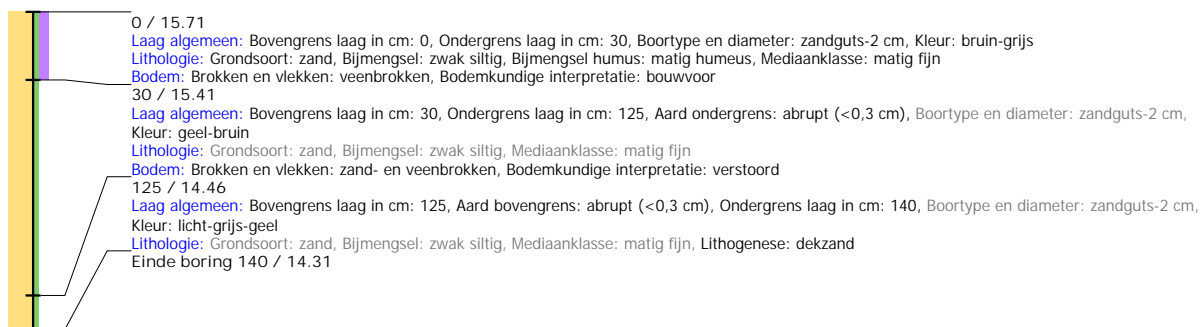 0 / 15.71
Laag algemeen: Bovengrens laag in cm: 0, Ondergrens laag in cm: 30, Boortype en diameter: zandguts-2 cm, Kleur: bruin-grijs
Lithologie: Grondsoort: zand, Bijmengsel: zwak siltig, Bijmengsel humus: matig humeus, Mediaanklasse: matig fijn
Bodem: Brokken en vlekken: veenbrokken, Bodemkundige interpretatie: bouwvoor
30 / 15.41
Laag algemeen: Bovengrens laag in cm: 30, Ondergrens laag in cm: 125, Aard ondergrens: abrupt (<0,3 cm), Boortype en diameter: zandguts-2 cm,
Kleur: geel-bruin
Lithologie: Grondsoort: zand, Bijmengsel: zwak siltig, Mediaanklasse: matig fijn
Bodem: Brokken en vlekken: zand- en veenbrokken, Bodemkundige interpretatie: verstoord
125 / 14.46
Laag algemeen: Bovengrens laag in cm: 125, Aard bovengrens: abrupt (<0,3 cm), Ondergrens laag in cm: 140, Boortype en diameter: zandguts-2 cm,
Kleur: licht-grijs-geel
Lithologie: Grondsoort: zand, Bijmengsel: zwak siltig, Mediaanklasse: matig fijn, Lithogenese: dekzand
Einde boring 140 / 14.31